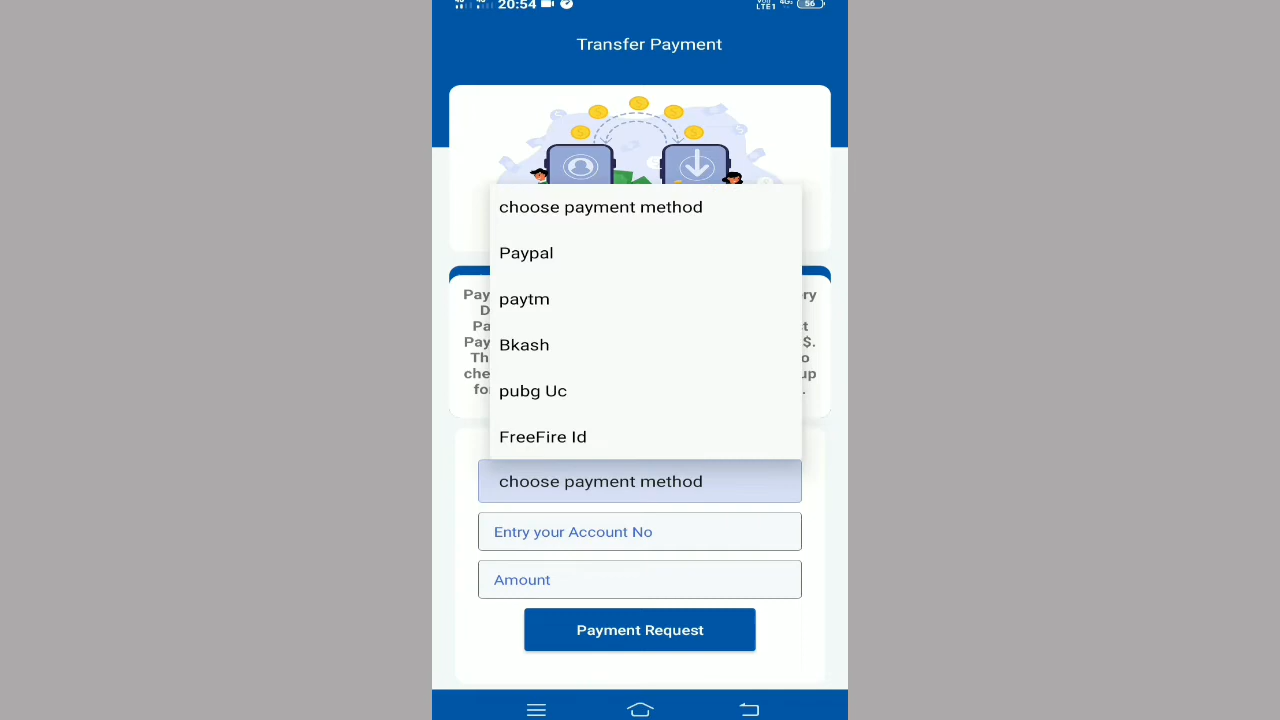 20:54
56
Transfer Payment
choose payment method
Paypal
paytm
Bkash
pubg Uc
FreeFire Id
choose payment method
Entry your Account No
Amount
Payment Request